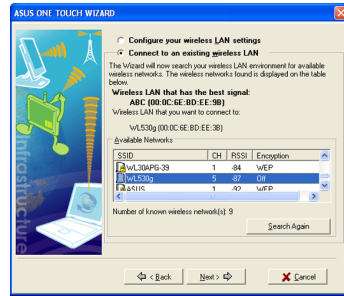 ASUS ONE TOUCH WIZARD
Configure your wireless LAN settings
Connect to an existing wireless LAN
The Wizard will now search your wireless LAN environment for available
wireless networks. The wireless networks found is displayed on the table
below.
Wireless LAN that has the best signal:
ABC (00:0C:6E:BD:EE:9B)
Wireless LAN that you want to connect to:
WL530g (00:0C:6E:BD:EE:3B)
Available Networks
SSID CH RSSI Encryption
WL30APG-39 1 -84 WEP
WL530g 5 -87 Off
ASUS 1 -92 WEP
Number of known wireless network(s): 9
Search Again
Infrastructure
< Back Next > Cancel